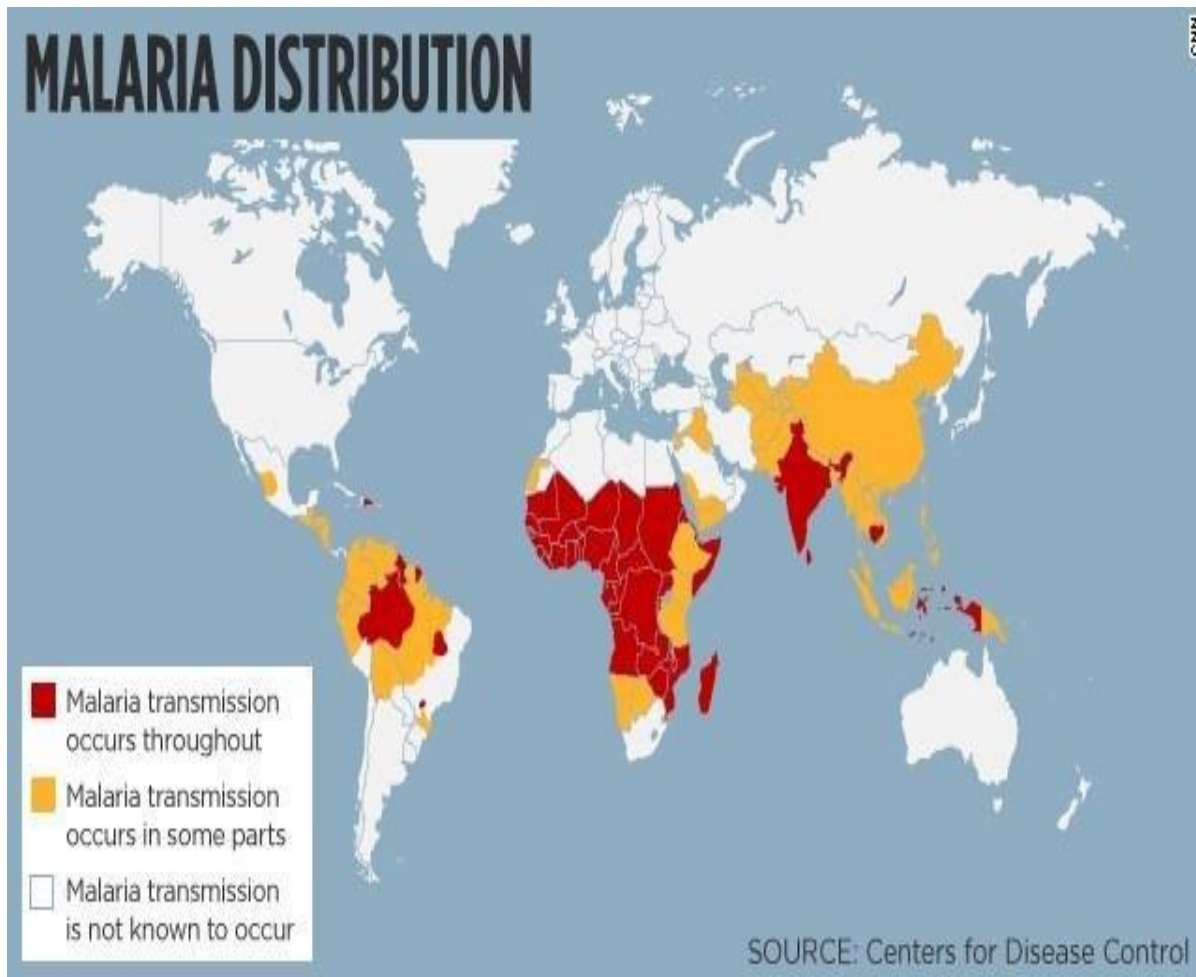 MALARIA DISTRIBUTION
Malaria transmission
occurs throughout
Malaria transmission
occurs in some parts
Malaria transmission
is not known to occur
SOURCE: Centers for Disease Control